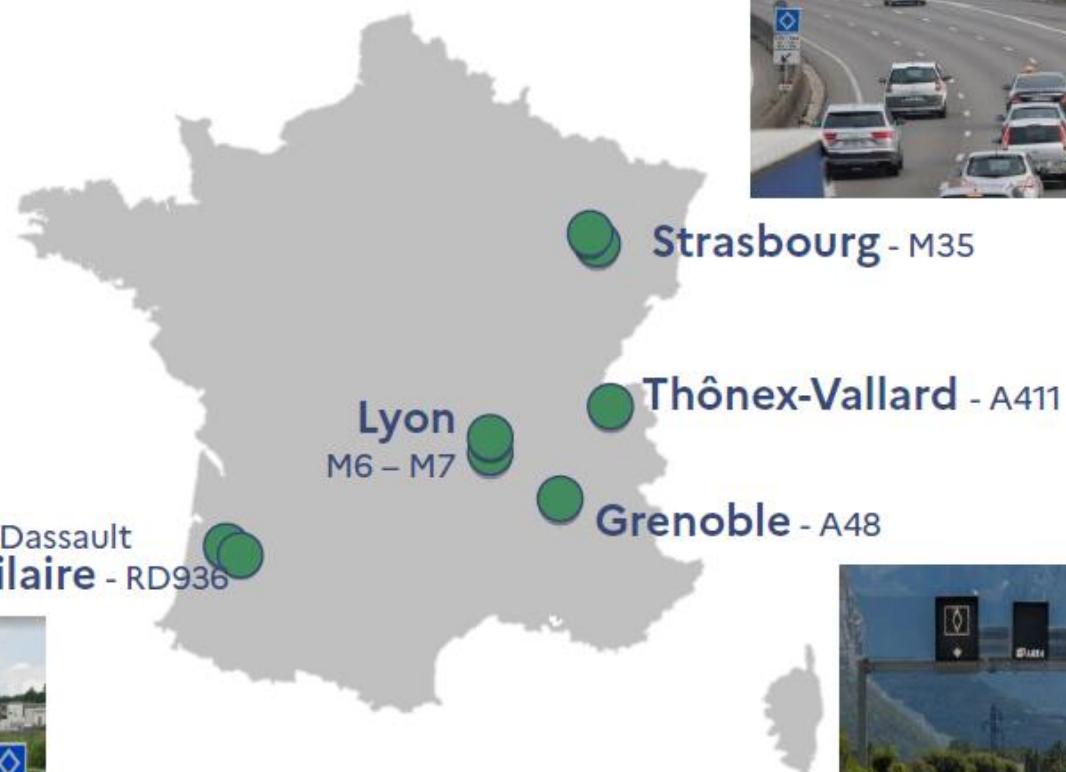 Strasbourg - M35
Thônex-Vallard - A411
Lyon
M6 – M7
Grenoble - A48
Dassault
ilaire - RD936